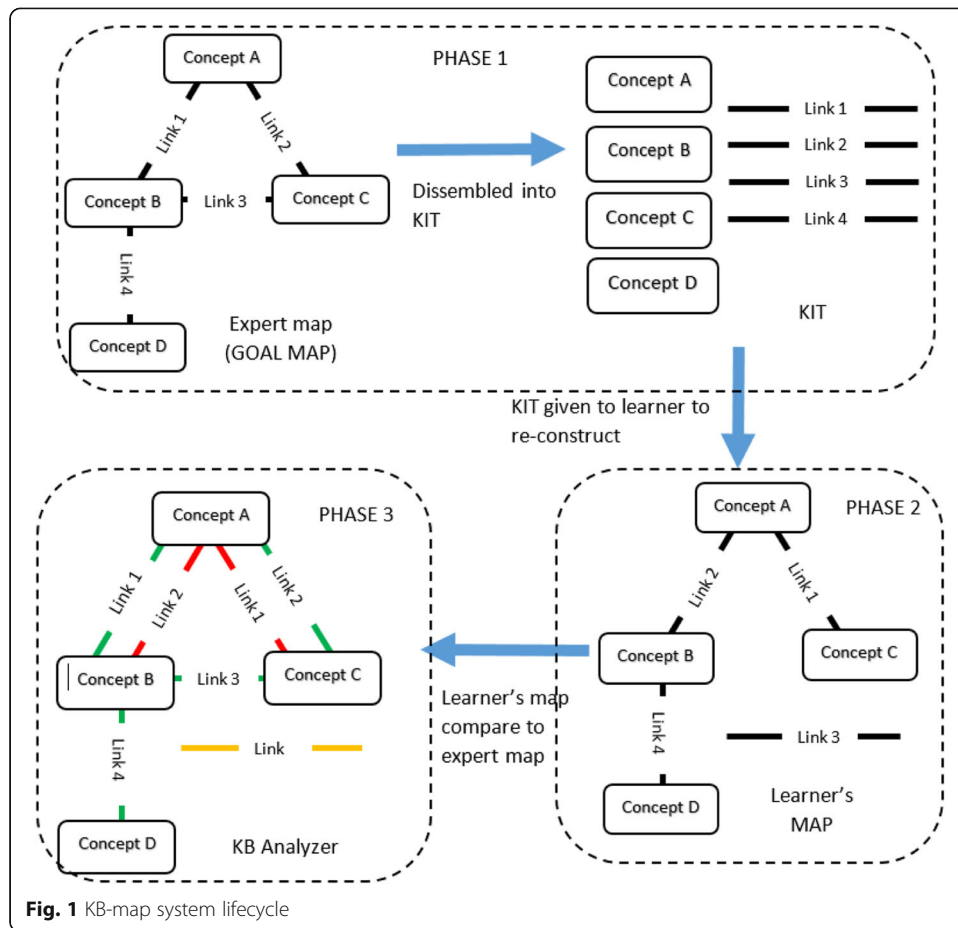 PHASE 1
Concept A
Link 1
Link 2
Concept B
Link 3
Concept C
Link 4
Concept D
Expert map
(GOAL MAP)
Dissembled into
KIT
Concept A
Concept B
Concept C
Concept D
Link 1
Link 2
Link 3
Link 4
KIT
KIT given to learner to
re-construct
PHASE 2
Concept A
Link 2
Link 1
Concept B
Concept C
Link 4
Link 3
Concept D
Learner's
MAP
Learner's map
compare to
expert map
PHASE 3
Concept A
Link 1
Link 2
Link 1
Link 2
Concept B
Link 3
Concept C
Link 4
Link
Concept D
KB Analyzer
Fig. 1 KB-map system lifecycle